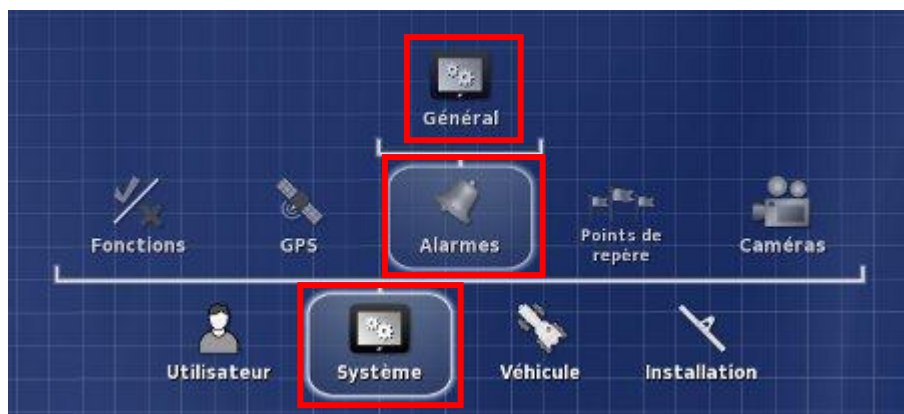 Général
Fonctions
GPS
Alarmes
Points de
repère
Caméras
Utilisateur
Système
Véhicule
Installation